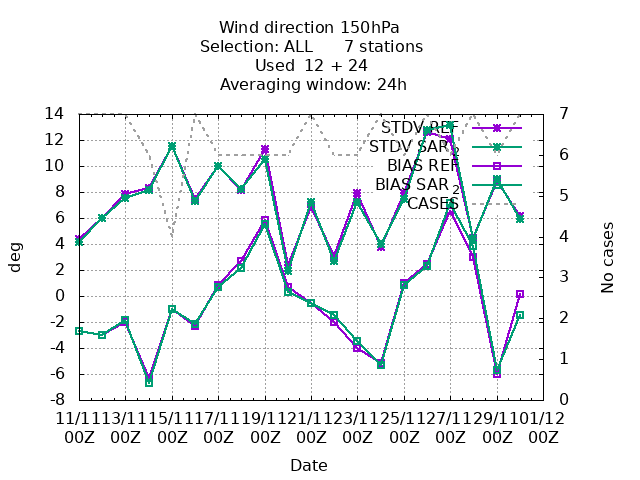 Wind direction 150hPa
Selection: ALL 7 stations
Used 12 + 24
Averaging window: 24h
14
12
10
8
6
4
2
0
-2
-4
-6
-8
deg
7
6
5
4
3
2
1
0
No cases
STDV REF
STDV SAR 2
BIAS REF
BIAS SAR 2
CASES
11/11 13/11 15/11 17/11 19/11 21/11 23/11 25/11 27/11 29/11 01/12
00Z 00Z 00Z 00Z 00Z 00Z 00Z 00Z 00Z 00Z 00Z
Date